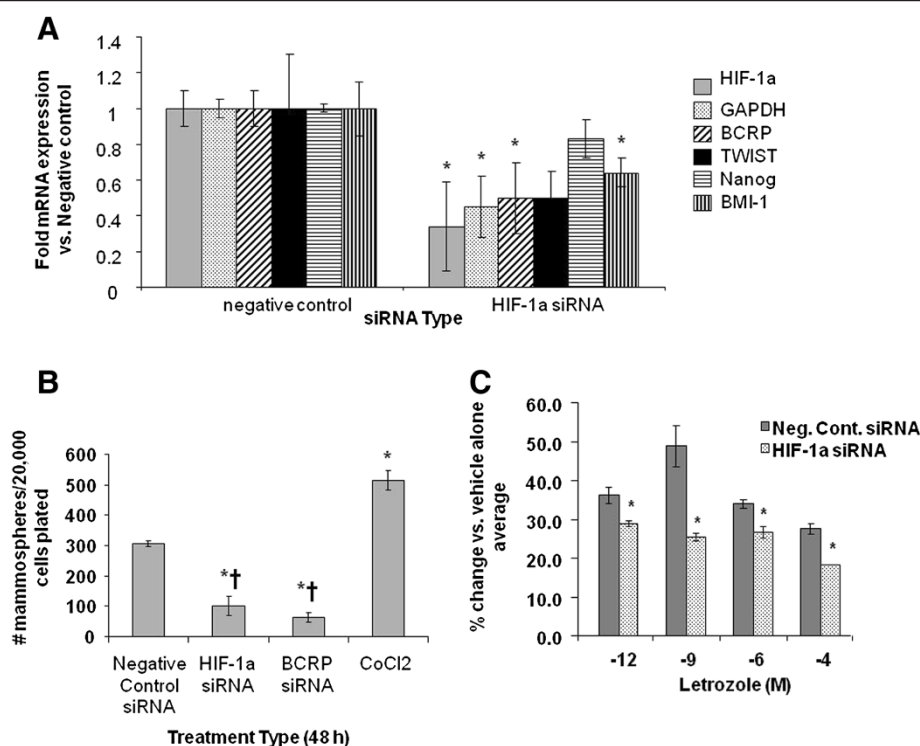 A
Fold mRNA expression
vs. Negative control
1.4
1.2
1
0.8
0.6
0.4
0.2
0
* * * *
negative control HIF-1a siRNA
siRNA Type
HIF-1a
GAPDH
BCRP
TWIST
Nanog
BMI-1
B
# mammospheres/20,000
cells plated
600
500
400
300
200
100
0
*† *† *
Negative
Control
siRNA
HIF-1a
siRNA
BCRP
siRNA
CoCl2
Treatment Type (48 h)
C
% change vs. vehicle alone
average
60.0
50.0
40.0
30.0
20.0
10.0
0.0
* * * *
-12 -9 -6 -4
Letrozole (M)
Neg. Cont. siRNA
HIF-1a siRNA